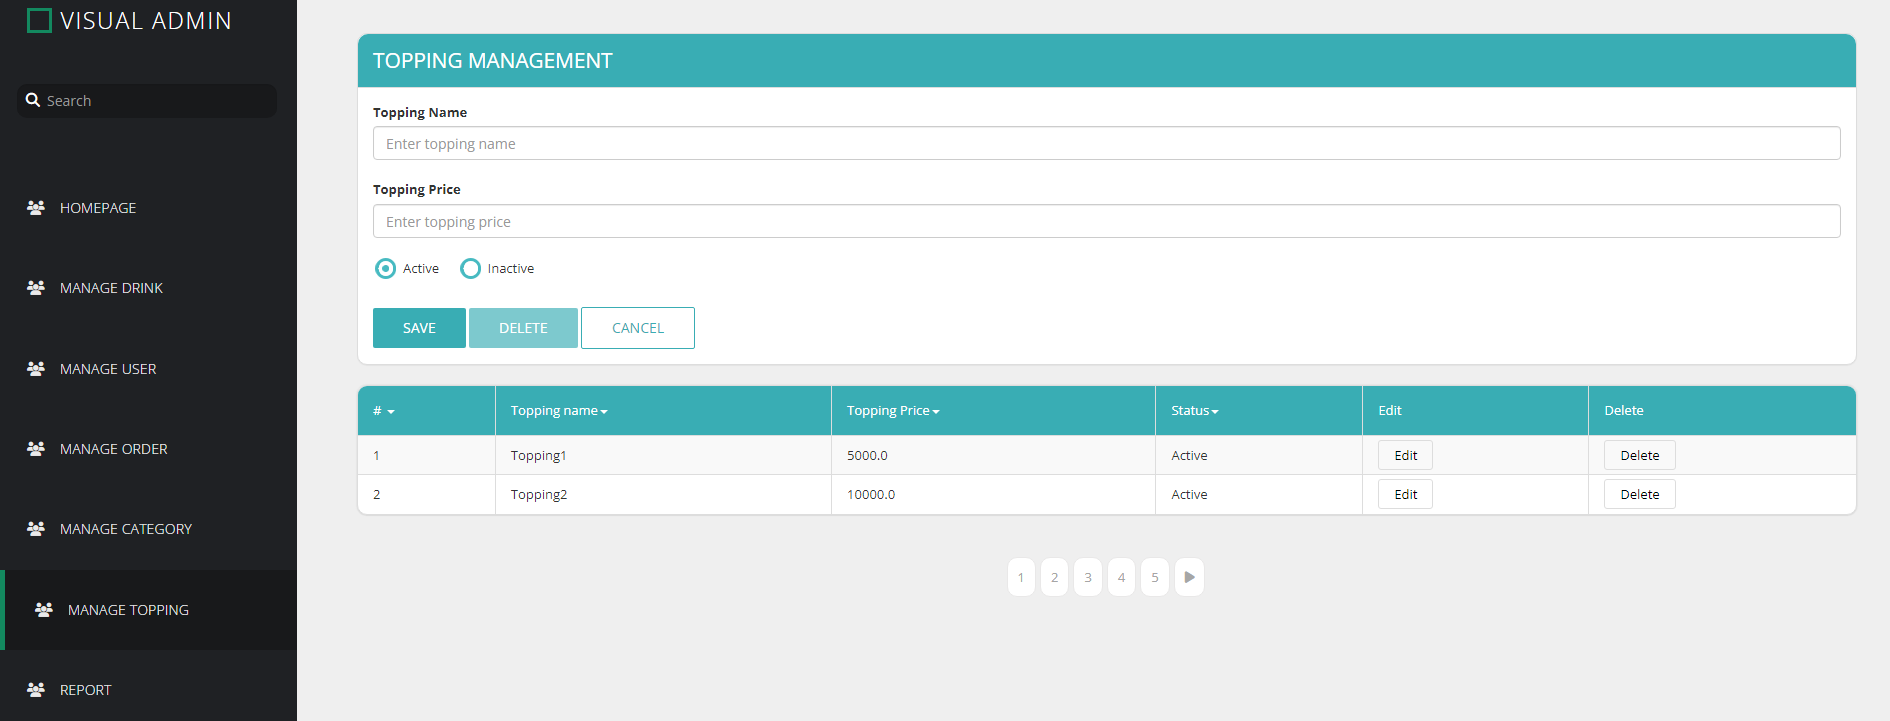 VISUAL ADMIN
Search
HOMEPAGE
MANAGE DRINK
MANAGE USER
MANAGE ORDER
MANAGE CATEGORY
MANAGE TOPPING
REPORT
TOPPING MANAGEMENT
Topping Name
Enter topping name
Topping Price
Enter topping price
Active Inactive
SAVE DELETE CANCEL
# Topping name Topping Price Status Edit Delete
1 Topping1 5000.0 Active Edit Delete
2 Topping2 10000.0 Active Edit Delete
1 2 3 4 5